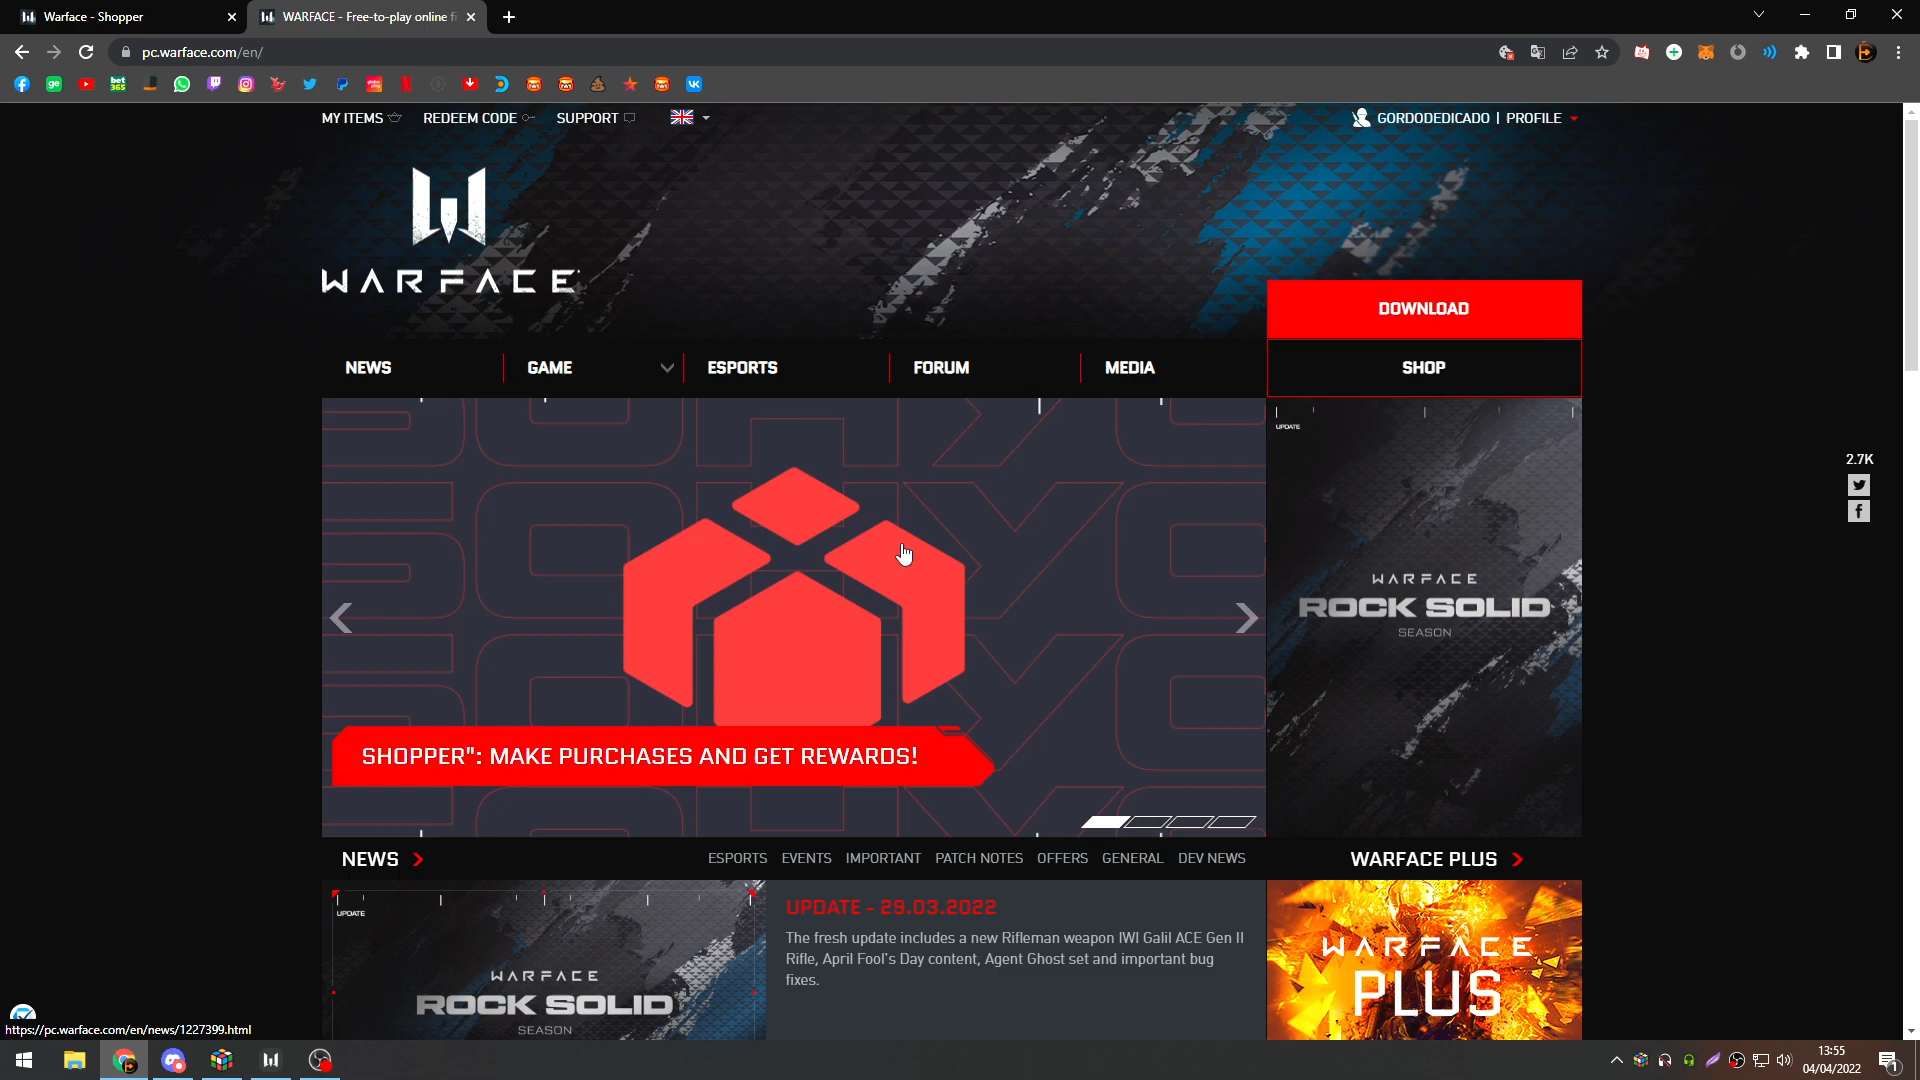 Warface - Shopper
WARFACE - Free-to-play online fi
pc.warface.com/en/
ge
bet
365
VK
MY ITEMS
REDEEM CODE
SUPPORT
GORDODEDICADO | PROFILE
WARFACE
DOWNLOAD
NEWS
GAME
ESPORTS
FORUM
MEDIA
SHOP
UPDATE
2.7K
WARFACE
ROCK SOLID
SEASON
SHOPPER": MAKE PURCHASES AND GET REWARDS!
NEWS
ESPORTS
EVENTS
IMPORTANT
PATCH NOTES
OFFERS
GENERAL
DEV NEWS
WARFACE PLUS
UPDATE
WARFACE
ROCK SOLID
SEASON
UPDATE - 29.03.2022
The fresh update includes a new Rifleman weapon IWI Galil ACE Gen II
Rifle, April Fool's Day content, Agent Ghost set and important bug
fixes.
WARFACE
PLUS
https://pc.warface.com/en/news/1227399.html
13:55
04/04/2022
1